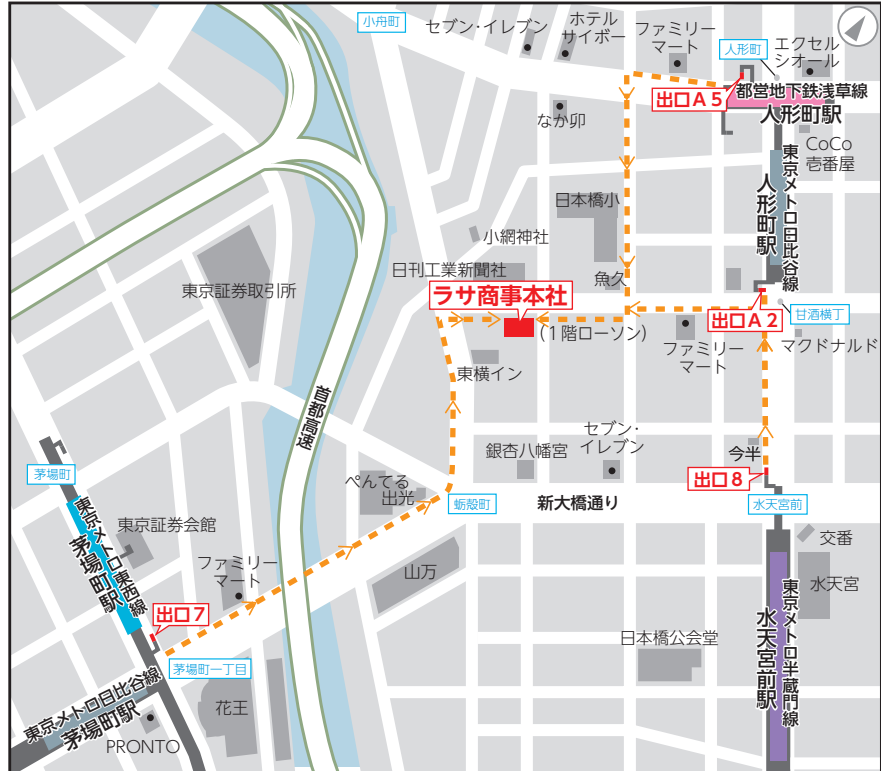 小舟町
セブン・イレブン
ホテル
サイボー
ファミリー
マート
人形町
エクセル
シオール
出口A5
都営地下鉄浅草線
人形町駅
なか卯
CoCo
壱番屋
東京メトロ日比谷線
人形町駅
日本橋小
小網神社
日刊工業新聞社
魚久
東京証券取引所
ラサ商事本社
(1階ローソン)
出口A2
甘酒横丁
ファミリー
マート
マクドナルド
東横イン
首都高速
セブン・
イレブン
銀杏八幡宮
今半
出口8
茅場町
ぺんてる
出光
蛎殻町
新大橋通り
水天宮前
東京メトロ東西線
茅場町駅
東京証券会館
交番
ファミリー
マート
山万
水天宮
出口7
東京メトロ半蔵門線
水天宮前駅
日本橋公会堂
茅場町一丁目
東京メトロ日比谷線
茅場町駅
花王
PRONTO